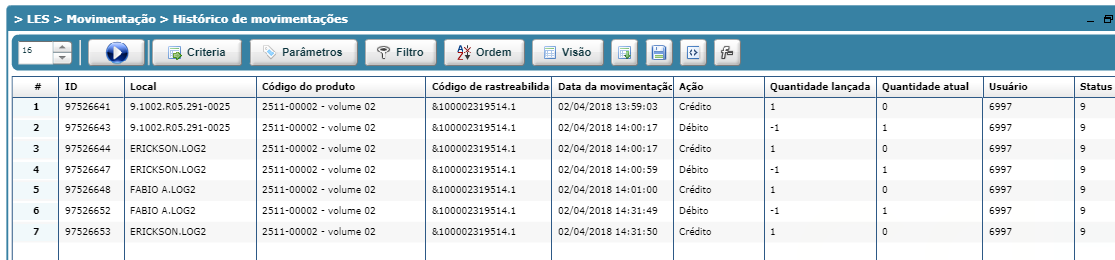 > LES > Movimentação > Histórico de movimentações
16 Criteria Parâmetros Filtro Ordem Visão
# ID Local Código do produto Código de rastreabilida Data da movimentaçã Ação Quantidade lançada Quantidade atual Usuário Status
1 97526641 9.1002.R05.291-0025 2511-00002 - volume 02 &100002319514.1 02/04/2018 13:59:03 Crédito 1 0 6997 9
2 97526643 9.1002.R05.291-0025 2511-00002 - volume 02 &100002319514.1 02/04/2018 14:00:17 Débito -1 1 6997 9
3 97526644 ERICKSON.LOG2 2511-00002 - volume 02 &100002319514.1 02/04/2018 14:00:17 Crédito 1 0 6997 9
4 97526647 ERICKSON.LOG2 2511-00002 - volume 02 &100002319514.1 02/04/2018 14:00:59 Débito -1 1 6997 9
5 97526648 FABIO A.LOG2 2511-00002 - volume 02 &100002319514.1 02/04/2018 14:01:00 Crédito 1 0 6997 9
6 97526652 FABIO A.LOG2 2511-00002 - volume 02 &100002319514.1 02/04/2018 14:31:49 Débito -1 1 6997 9
7 97526653 ERICKSON.LOG2 2511-00002 - volume 02 &100002319514.1 02/04/2018 14:31:50 Crédito 1 0 6997 9